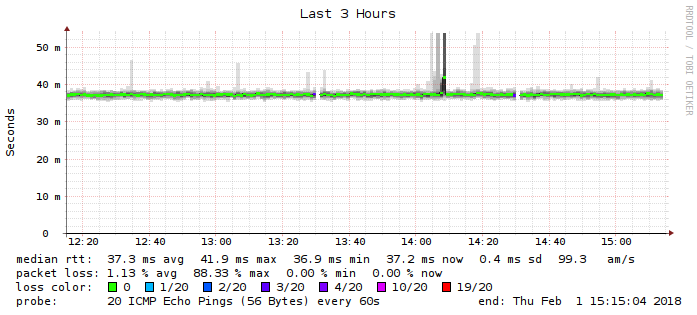 Last 3 Hours
RRDTOOL / TOBI OETIKER
Seconds
50 m
40 m
30 m
20 m
10 m
0
12:20 12:40 13:00 13:20 13:40 14:00 14:20 14:40 15:00
median rtt: 37.3 ms avg 41.9 ms max 36.9 ms min 37.2 ms now 0.4 ms sd 99.3 am/s
packet loss: 1.13 % avg 88.33 % max 0.00 % min 0.00 % now
loss color: 0 1/20 2/20 3/20 4/20 10/20 19/20
probe: 20 ICMP Echo Pings (56 Bytes) every 60s end: Thu Feb 1 15:15:04 2018